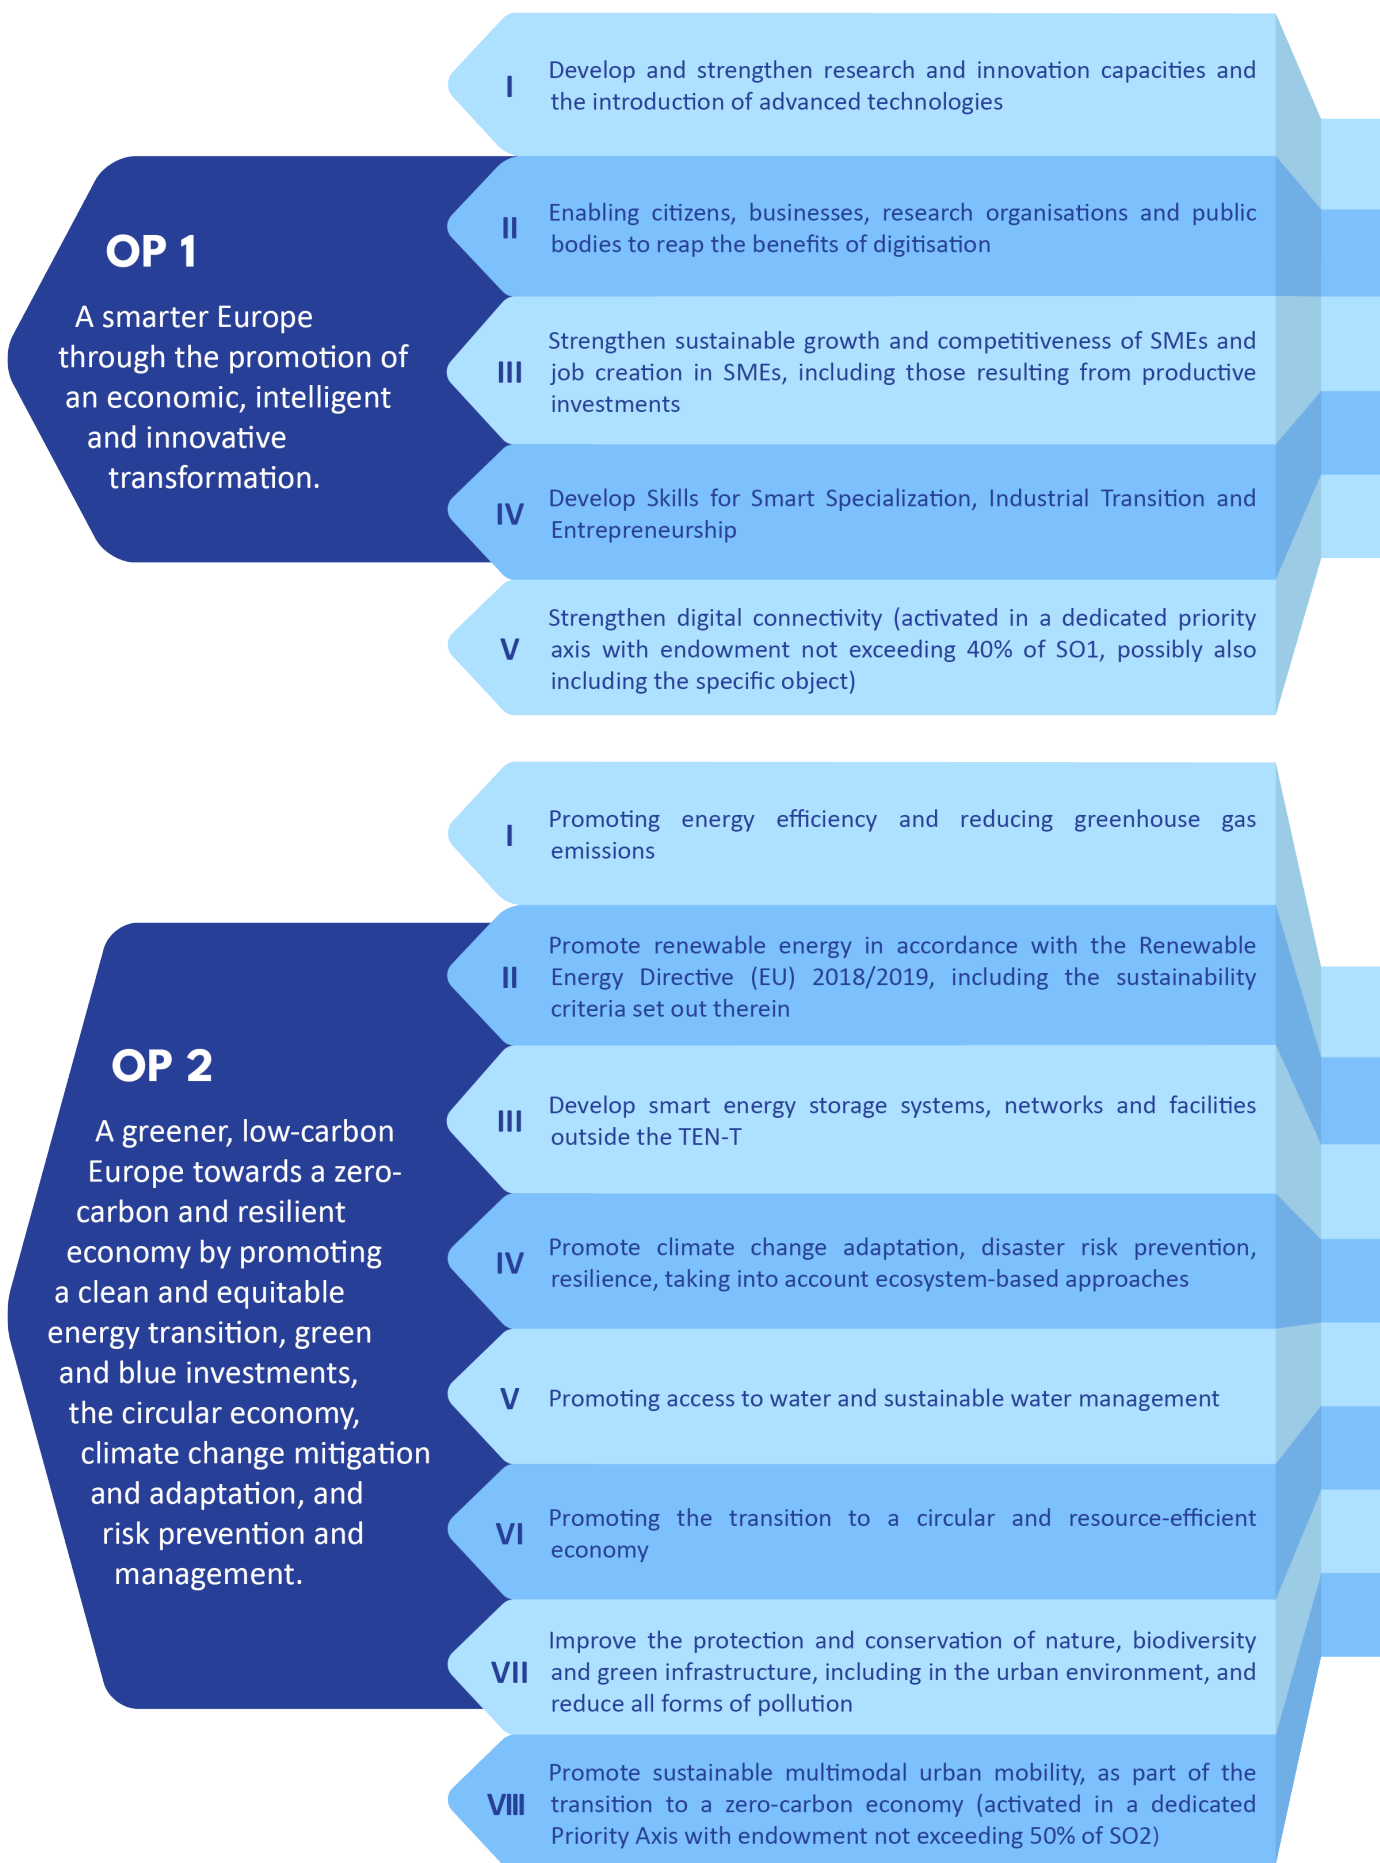 OP 1
A smarter Europe
through the promotion of
an economic, intelligent
and innovative
transformation.
I
Develop and strengthen research and innovation capacities and
the introduction of advanced technologies
II
Enabling citizens, businesses, research organisations and public
bodies to reap the benefits of digitisation
III
Strengthen sustainable growth and competitiveness of SMEs and
job creation in SMEs, including those resulting from productive
investments
IV
Develop Skills for Smart Specialization, Industrial Transition and
Entrepreneurship
V
Strengthen digital connectivity (activated in a dedicated priority
axis with endowment not exceeding 40% of SO1, possibly also
including the specific object)
OP 2
A greener, low-carbon
Europe towards a zero-
carbon and resilient
economy by promoting
a clean and equitable
energy transition, green
and blue investments,
the circular economy,
climate change mitigation
and adaptation, and
risk prevention and
management.
I
Promoting energy efficiency and reducing greenhouse gas
emissions
II
Promote renewable energy in accordance with the Renewable
Energy Directive (EU) 2018/2019, including the sustainability
criteria set out therein
III
Develop smart energy storage systems, networks and facilities
outside the TEN-T
IV
Promote climate change adaptation, disaster risk prevention,
resilience, taking into account ecosystem-based approaches
V
Promoting access to water and sustainable water management
VI
Promoting the transition to a circular and resource-efficient
economy
VII
Improve the protection and conservation of nature, biodiversity
and green infrastructure, including in the urban environment, and
reduce all forms of pollution
VIII
Promote sustainable multimodal urban mobility, as part of the
transition to a zero-carbon economy (activated in a dedicated
Priority Axis with endowment not exceeding 50% of SO2)